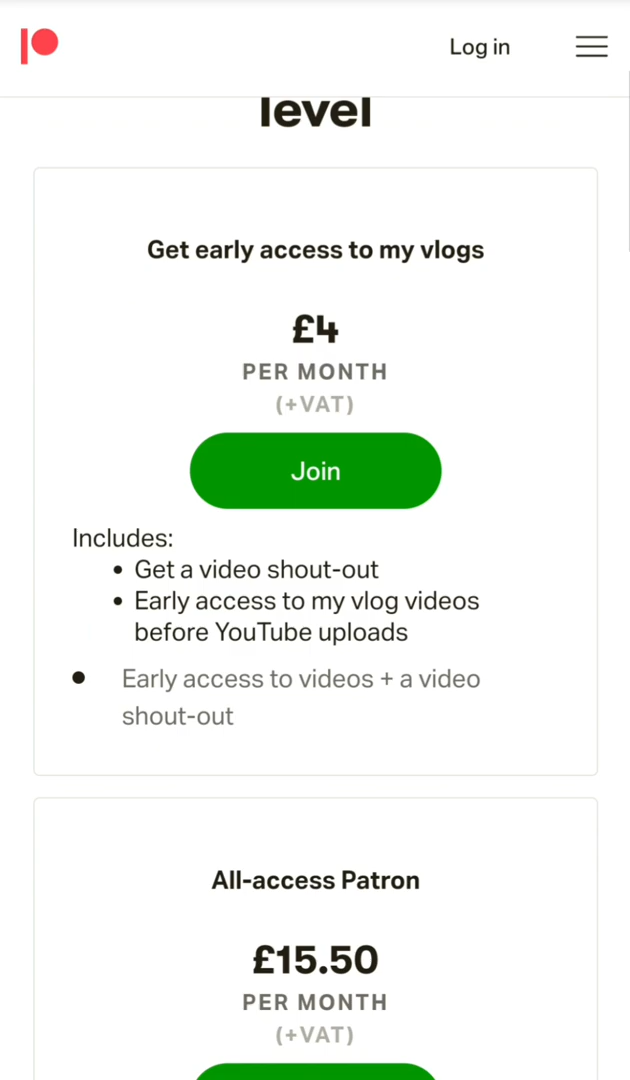 Log in
level
Get early access to my vlogs
£4
PER MONTH
(+VAT)
Join
Includes:
• Get a video shout-out
• Early access to my vlog videos
before YouTube uploads
• Early access to videos + a video
shout-out
All-access Patron
£15.50
PER MONTH
(+VAT)